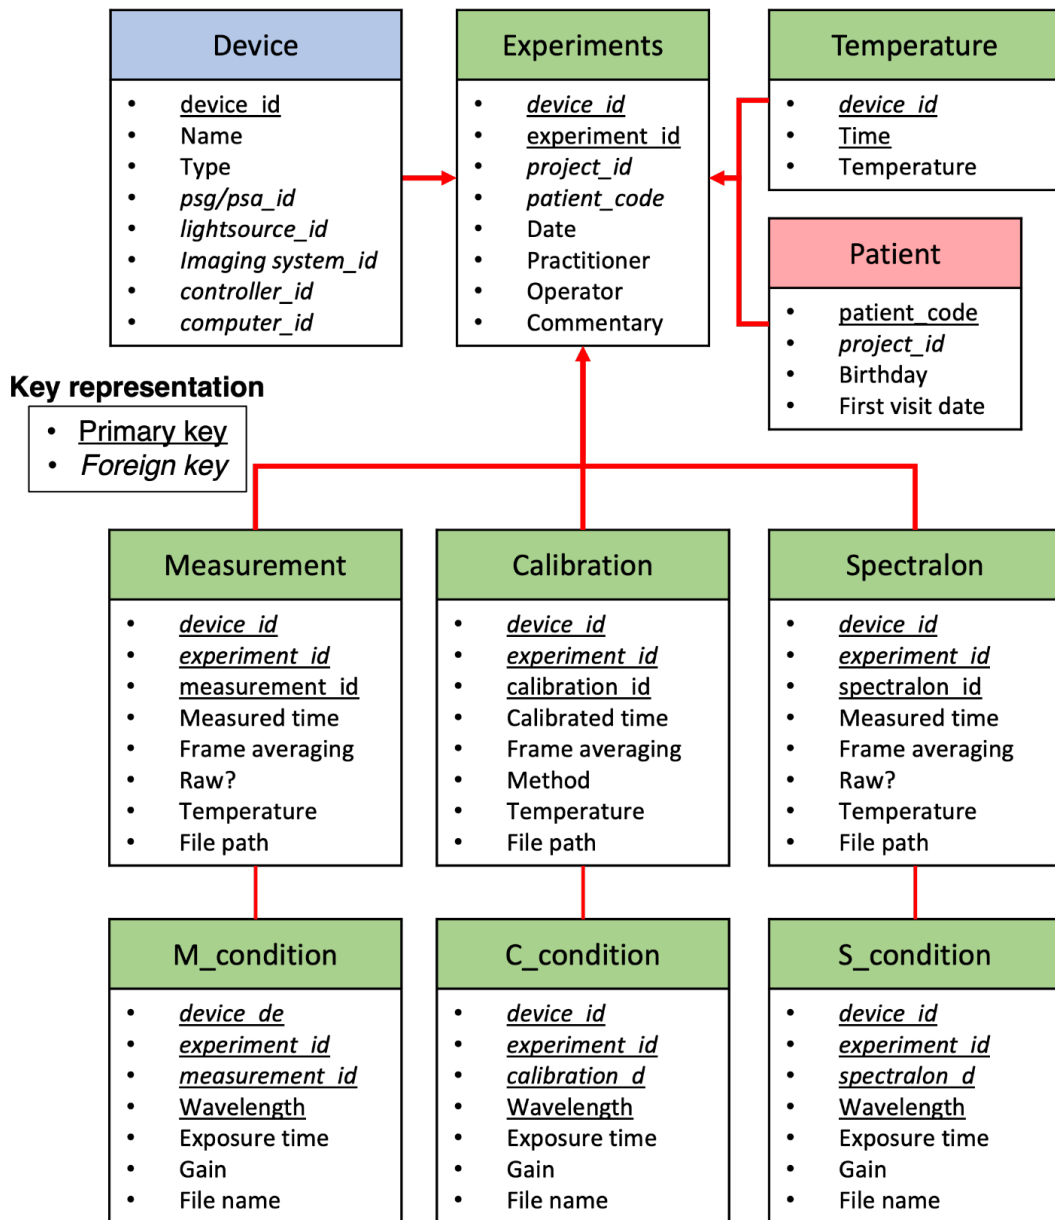 Device
• device_id
• Name
• Type
• psg/psa_id
• lightsource_id
• Imaging system_id
• controller_id
• computer_id
Experiments
• device_id
• experiment_id
• project_id
• patient_code
• Date
• Practitioner
• Operator
• Commentary
Temperature
• device_id
• Time
• Temperature
Patient
• patient_code
• project_id
• Birthday
• First visit date
Key representation
• Primary key
• Foreign key
Measurement
• device_id
• experiment_id
• measurement_id
• Measured time
• Frame averaging
• Raw?
• Temperature
• File path
Calibration
• device_id
• experiment_id
• calibration_id
• Calibrated time
• Frame averaging
• Method
• Temperature
• File path
Spectralon
• device_id
• experiment_id
• spectralon_id
• Measured time
• Frame averaging
• Raw?
• Temperature
• File path
M_condition
• device_de
• experiment_id
• measurement_id
• Wavelength
• Exposure time
• Gain
• File name
C_condition
• device_id
• experiment_id
• calibration_d
• Wavelength
• Exposure time
• Gain
• File name
S_condition
• device_id
• experiment_id
• spectralon_d
• Wavelength
• Exposure time
• Gain
• File name